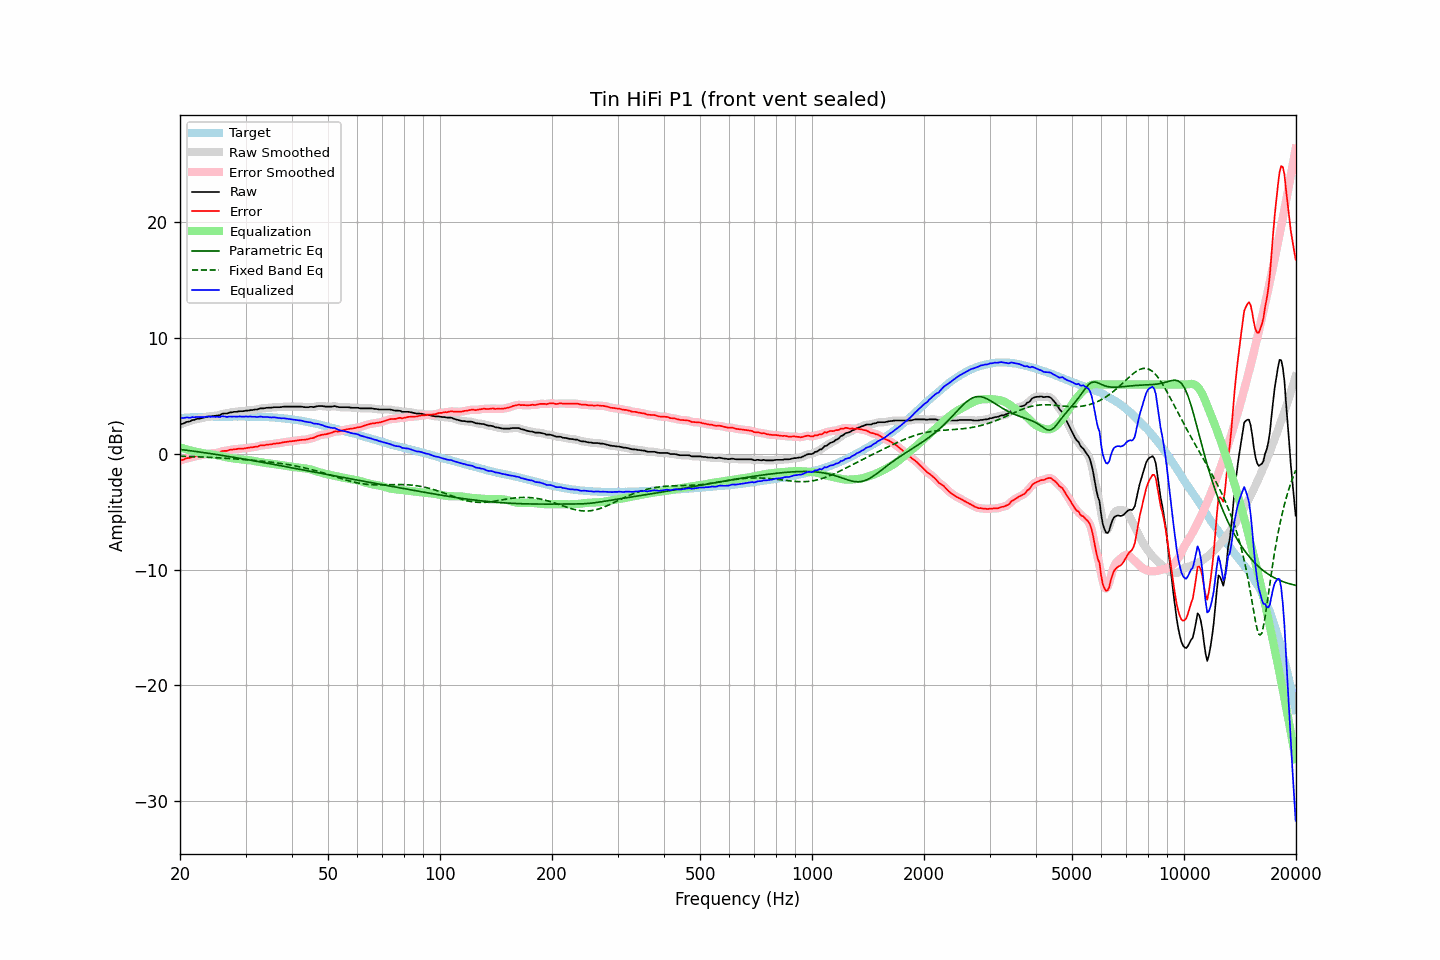 Tin HiFi P1 (front vent sealed)
Target
Raw Smoothed
Error Smoothed
Raw
Error
Equalization
Parametric Eq
Fixed Band Eq
Equalized
Amplitude (dBr)
20
10
0
−10
−20
−30
20
50
100
200
500
1000
2000
5000
10000
20000
Frequency (Hz)